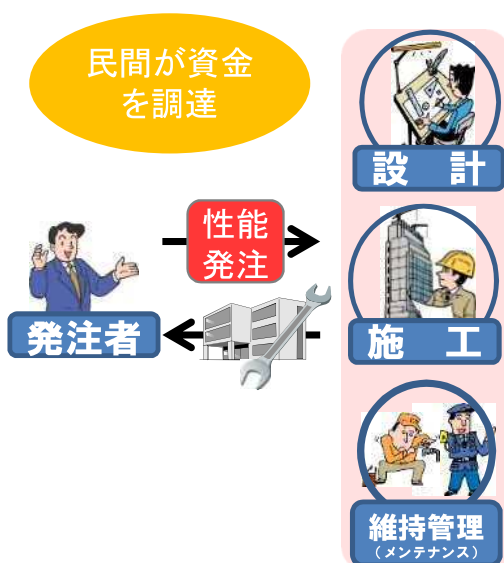 民間が資金
を調達
設　計
性能
発注
発注者
施　工
維持管理
（メンテナンス）